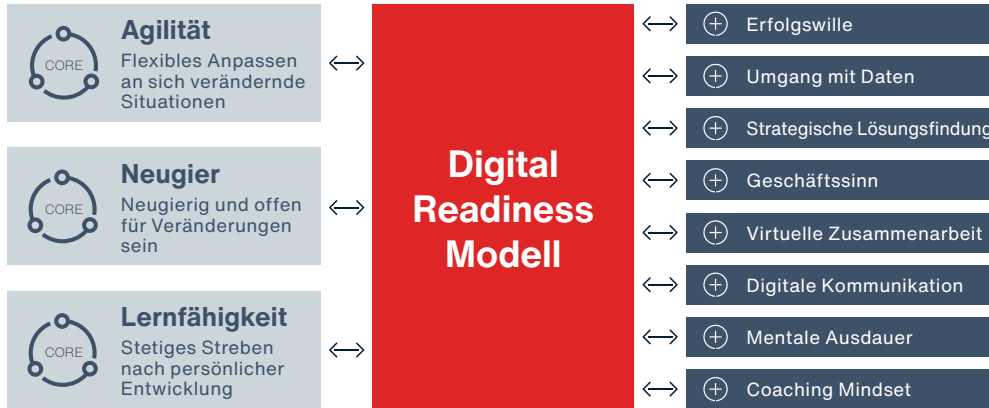 CORE
Agilität
Flexibles Anpassen
an sich verändernde
Situationen
CORE
Neugier
Neugierig und offen
für Veränderungen
sein
CORE
Lernfähigkeit
Stetiges Streben
nach persönlicher
Entwicklung
Digital
Readiness
Modell
Erfolgswille
Umgang mit Daten
Strategische Lösungsfindung
Geschäftssinn
Virtuelle Zusammenarbeit
Digitale Kommunikation
Mentale Ausdauer
Coaching Mindset